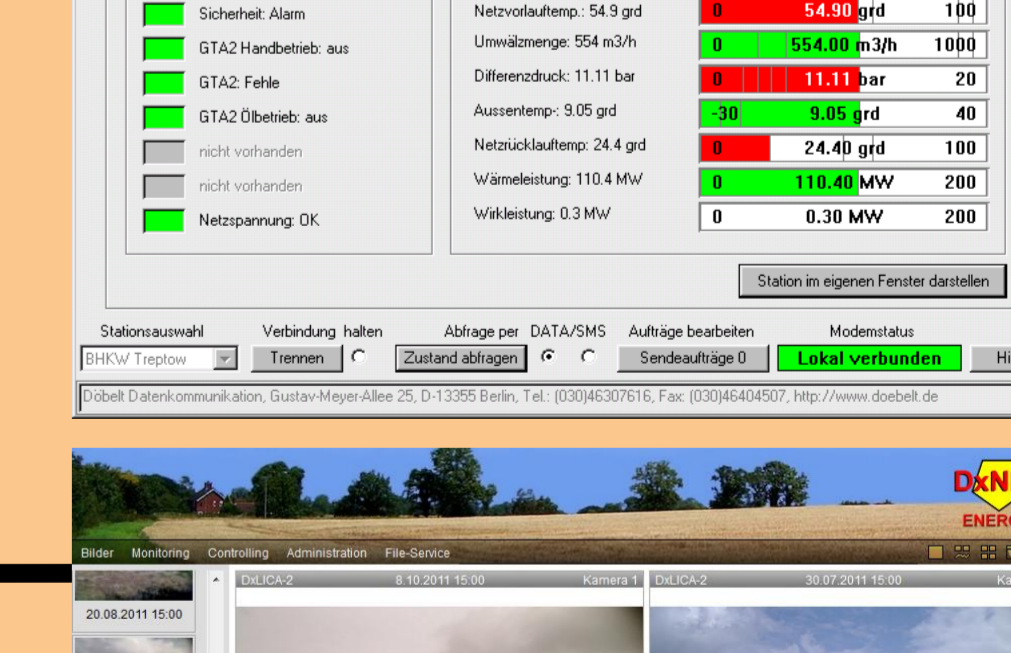 Sicherheit: Alarm
GTA2 Handbetrieb: aus
GTA2: Fehle
GTA2 Ölbetrieb: aus
nicht vorhanden
nicht vorhanden
Netzspannung: OK
Netzvorlauftemp.: 54.9 grd 0 54.90 grd 100
Umwälzmenge: 554 m3/h 0 554.00 m3/h 1000
Differenzdruck: 11.11 bar 0 11.11 bar 20
Aussentemp-: 9.05 grd -30 9.05 grd 40
Netzrücklauftemp: 24.4 grd 0 24.40 grd 100
Wärmeleistung: 110.4 MW 0 110.40 MW 200
Wirkleistung: 0.3 MW 0 0.30 MW 200
Station im eigenen Fenster darstellen
Stationsauswahl Verbindung halten Abfrage per DATA/SMS Aufträge bearbeiten Modemstatus
BHKW Treptow Trennen Zustand abfragen Sendeaufträge 0 Lokal verbunden Hi
Döbelt Datenkommunikation, Gustav-Meyer-Allee 25, D-13355 Berlin, Tel.: (030)46307616, Fax: (030)46404507, http://www.doebelt.de
DxN
ENER
Bilder Monitoring Controlling Administration File-Service
DxLICA-2 8.10.2011 15:00 Kamera 1
DxLICA-2 30.07.2011 15:00 Ka
20.08.2011 15:00